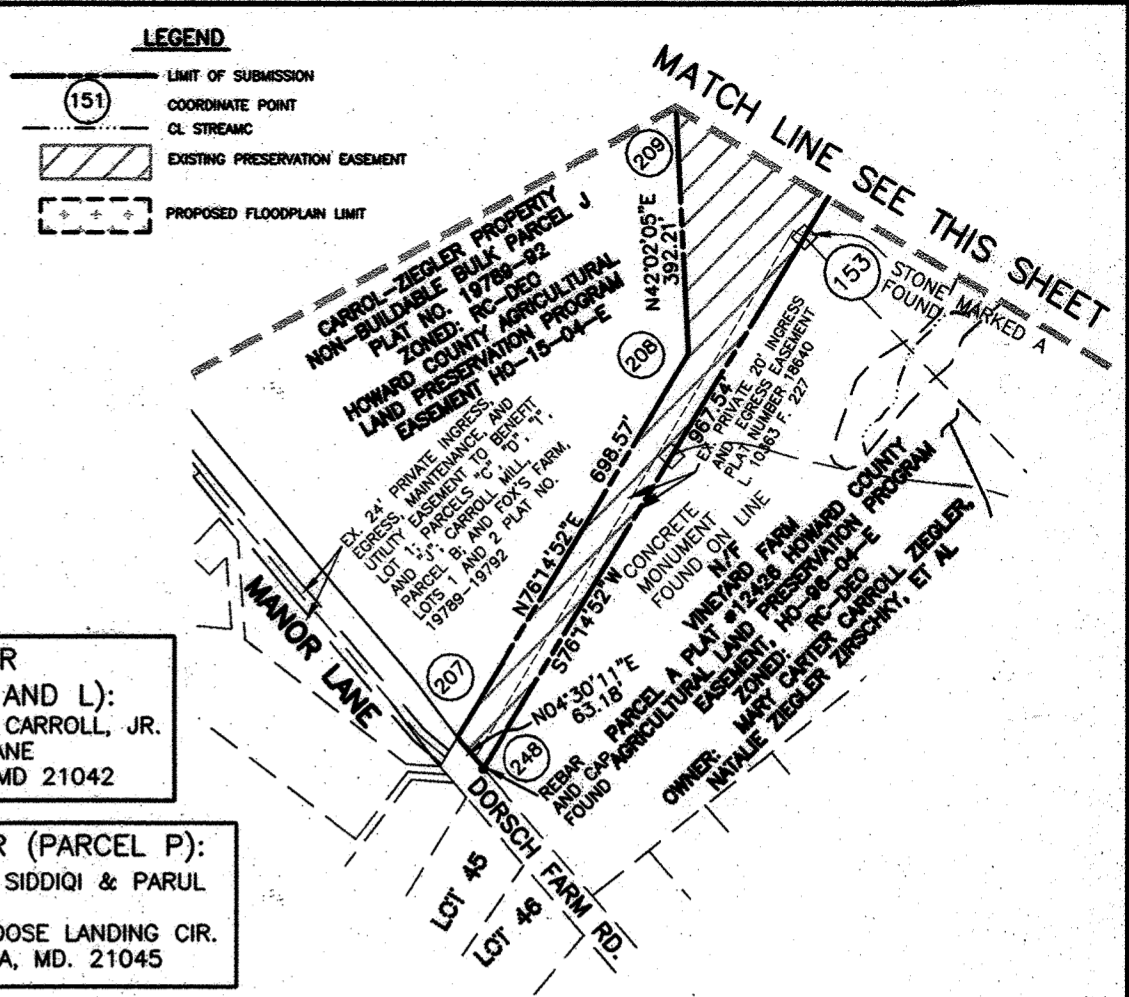 LEGEND
LIMIT OF SUBMISSION
151
COORDINATE POINT
CL STREAMC
EXISTING PRESERVATION EASEMENT
PROPOSED FLOODPLAIN LIMIT
MATCH LINE SEE THIS SHEET
209
N42°02'05"E
392.21'
208
153
STONE MARKED A
FOUND
CARROL-ZIEGLER PROPERTY
NON-BUILDABLE BULK PARCEL J
PLAT NO. 19789-92
ZONED: RC-DEO
HOWARD COUNTY AGRICULTURAL
LAND PRESERVATION PROGRAM
EASEMENT HO-15-04-E
EX. PRIVATE 20' INGRESS
AND EGRESS EASEMENT
PLAT NUMBER 18640
L. 10363 F. 227
967.54'
698.57'
N76°14'52"E
S76°14'52"W
EX. 24' PRIVATE INGRESS,
EGRESS, MAINTENANCE, AND
UTILITY EASEMENT TO BENEFIT
LOT 1; PARCELS "C", "D", "I",
AND "J"; CARROLL MILL,
PARCEL B; AND FOX'S FARM,
LOTS 1 AND 2 PLAT NO.
19789-19792
CONCRETE
MONUMENT
FOUND ON LINE
MANOR LANE
207
N04°30'11"E
63.18'
248
REBAR
AND CAP
FOUND
VINEYARD FARM
N/F
PARCEL A PLAT #12426 HOWARD COUNTY
AGRICULTURAL LAND PRESERVATION PROGRAM
EASEMENT, HO-96-04-E
ZONED: RC-DEO
OWNER: MARY CARTER CARROLL ZIEGLER,
NATALIE ZIEGLER ZIRSCHKY, ET AL
DORSCH FARM RD.
LOT 45
LOT 46
R
AND L):
CARROLL, JR.
ANE
MD 21042
R (PARCEL P):
SIDDIQI & PARUL
OOSE LANDING CIR.
A, MD. 21045